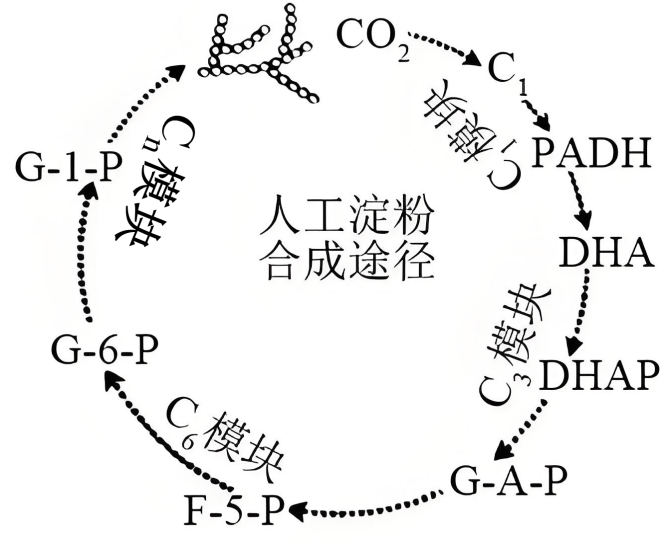 CO₂
C₁
C₁模块
PADH
DHA
C₃模块
DHAP
G-A-P
F-5-P
C₆模块
G-6-P
G-1-P
Cₙ模块
人工淀粉
合成途径